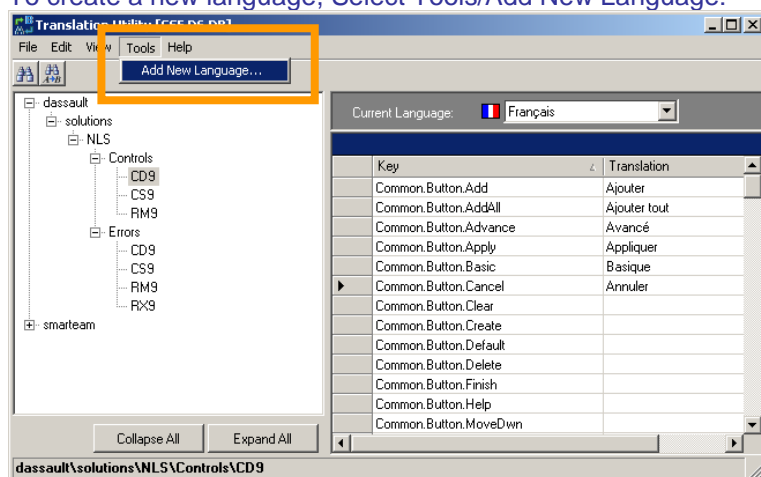 To create a new language, Select Tools/Add New Language.
Translation Utility [CSE DS DB]
File Edit View Tools Help
Add New Language...
A+B
dassault
solutions
NLS
Controls
CD9
CS9
RM9
Errors
CD9
CS9
RM9
RX9
smarteam
Collapse All Expand All
Current Language: Français
Key Translation
Common.Button.Add Ajouter
Common.Button.AddAll Ajouter tout
Common.Button.Advance Avancé
Common.Button.Apply Appliquer
Common.Button.Basic Basique
Common.Button.Cancel Annuler
Common.Button.Clear
Common.Button.Create
Common.Button.Default
Common.Button.Delete
Common.Button.Finish
Common.Button.Help
Common.Button.MoveDwn
dassault\solutions\NLS\Controls\CD9